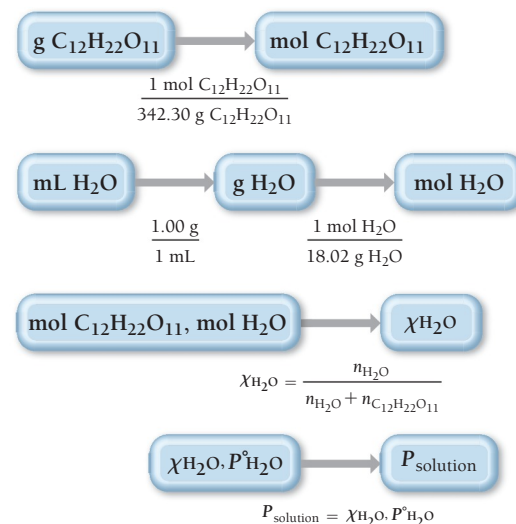 g C₁₂H₂₂O₁₁ mol C₁₂H₂₂O₁₁
1 mol C₁₂H₂₂O₁₁
342.30 g C₁₂H₂₂O₁₁
mL H₂O g H₂O mol H₂O
1.00 g 1 mol H₂O
1 mL 18.02 g H₂O
mol C₁₂H₂₂O₁₁, mol H₂O χH₂O
χH₂O = nH₂O
nH₂O + nC₁₂H₂₂O₁₁
χH₂O, P°H₂O Psolution
Psolution = χH₂O, P°H₂O